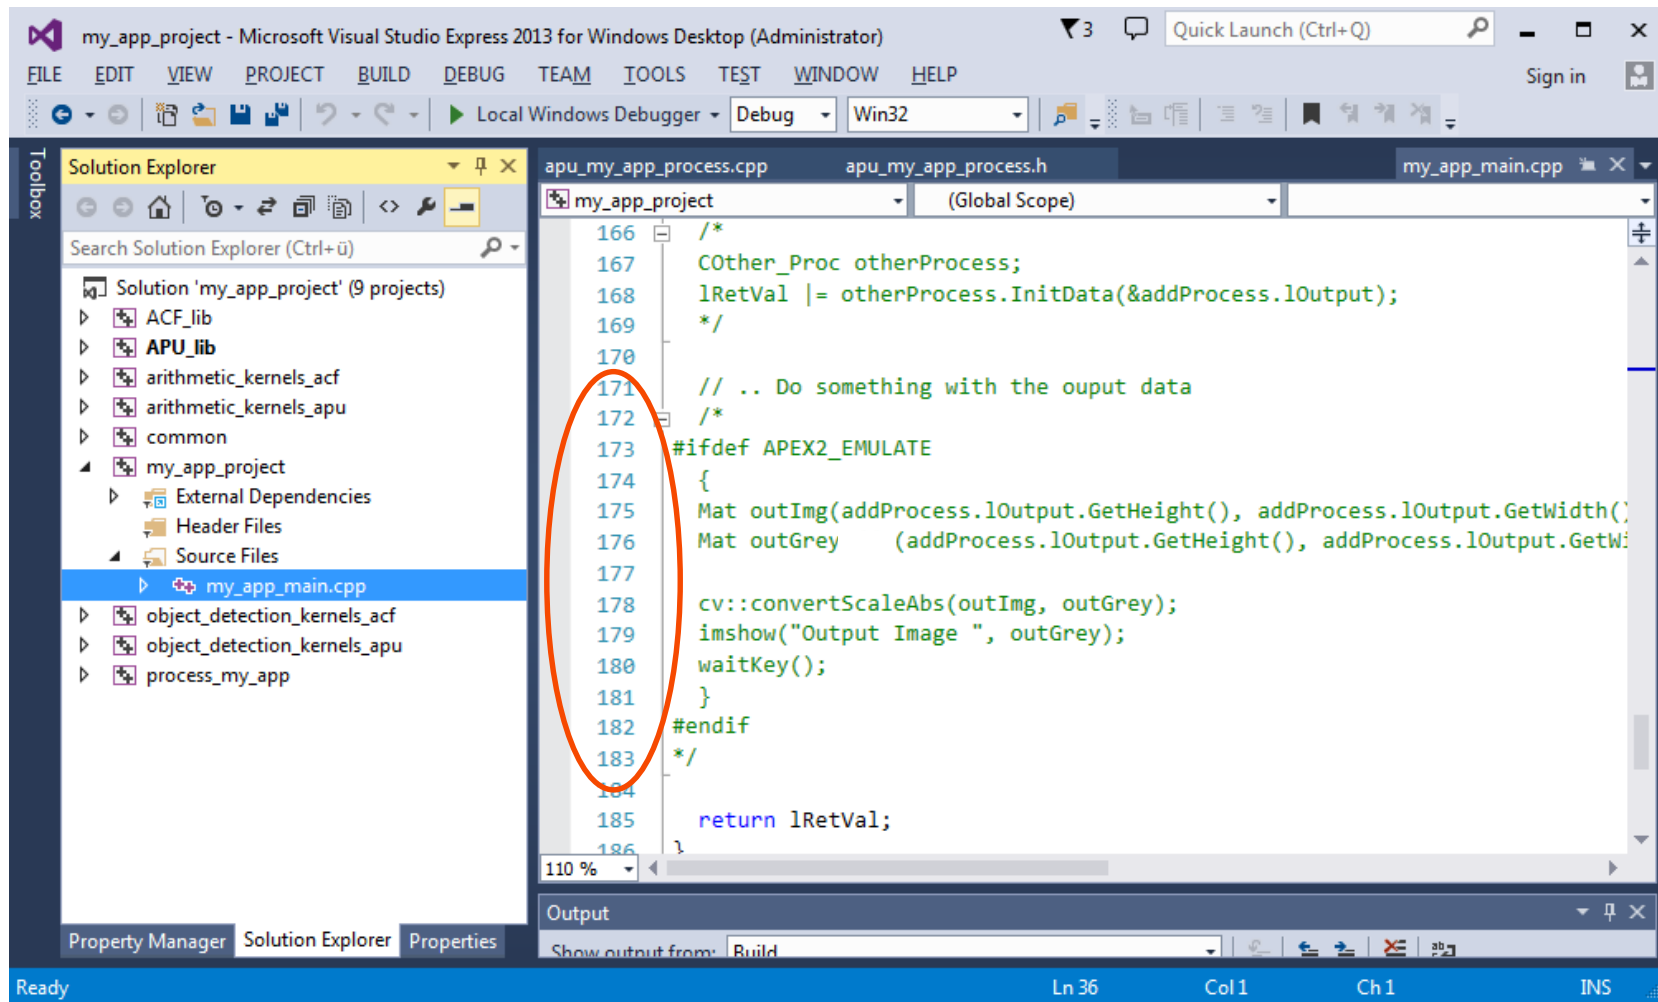 my_app_project - Microsoft Visual Studio Express 2013 for Windows Desktop (Administrator)
3
Quick Launch (Ctrl+Q)
FILE EDIT VIEW PROJECT BUILD DEBUG TEAM TOOLS TEST WINDOW HELP
Sign in
Local Windows Debugger Debug Win32
Toolbox
Solution Explorer
Search Solution Explorer (Ctrl+ü)
Solution 'my_app_project' (9 projects)
ACF_lib
APU_lib
arithmetic_kernels_acf
arithmetic_kernels_apu
common
my_app_project
External Dependencies
Header Files
Source Files
my_app_main.cpp
object_detection_kernels_acf
object_detection_kernels_apu
process_my_app
Property Manager Solution Explorer Properties
apu_my_app_process.cpp apu_my_app_process.h my_app_main.cpp
my_app_project (Global Scope)
166 /*
167 COther_Proc otherProcess;
168 lRetVal |= otherProcess.InitData(&addProcess.lOutput);
169 */
170
171 // .. Do something with the ouput data
172 /*
173 #ifdef APEX2_EMULATE
174 {
175 Mat outImg(addProcess.lOutput.GetHeight(), addProcess.lOutput.GetWidth()
176 Mat outGrey (addProcess.lOutput.GetHeight(), addProcess.lOutput.GetWi
177
178 cv::convertScaleAbs(outImg, outGrey);
179 imshow("Output Image ", outGrey);
180 waitKey();
181 }
182 #endif
183 */
184
185 return lRetVal;
186 }
110 %
Output
Show output from: Build
Ready Ln 36 Col 1 Ch 1 INS